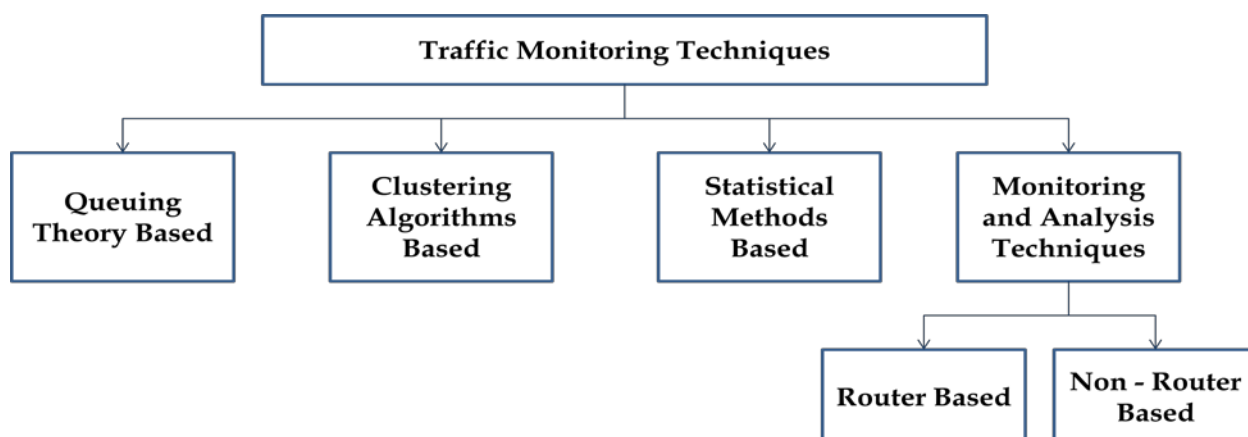 Traffic Monitoring Techniques
Queuing
Theory Based
Clustering
Algorithms
Based
Statistical
Methods
Based
Monitoring
and Analysis
Techniques
Router Based
Non - Router
Based